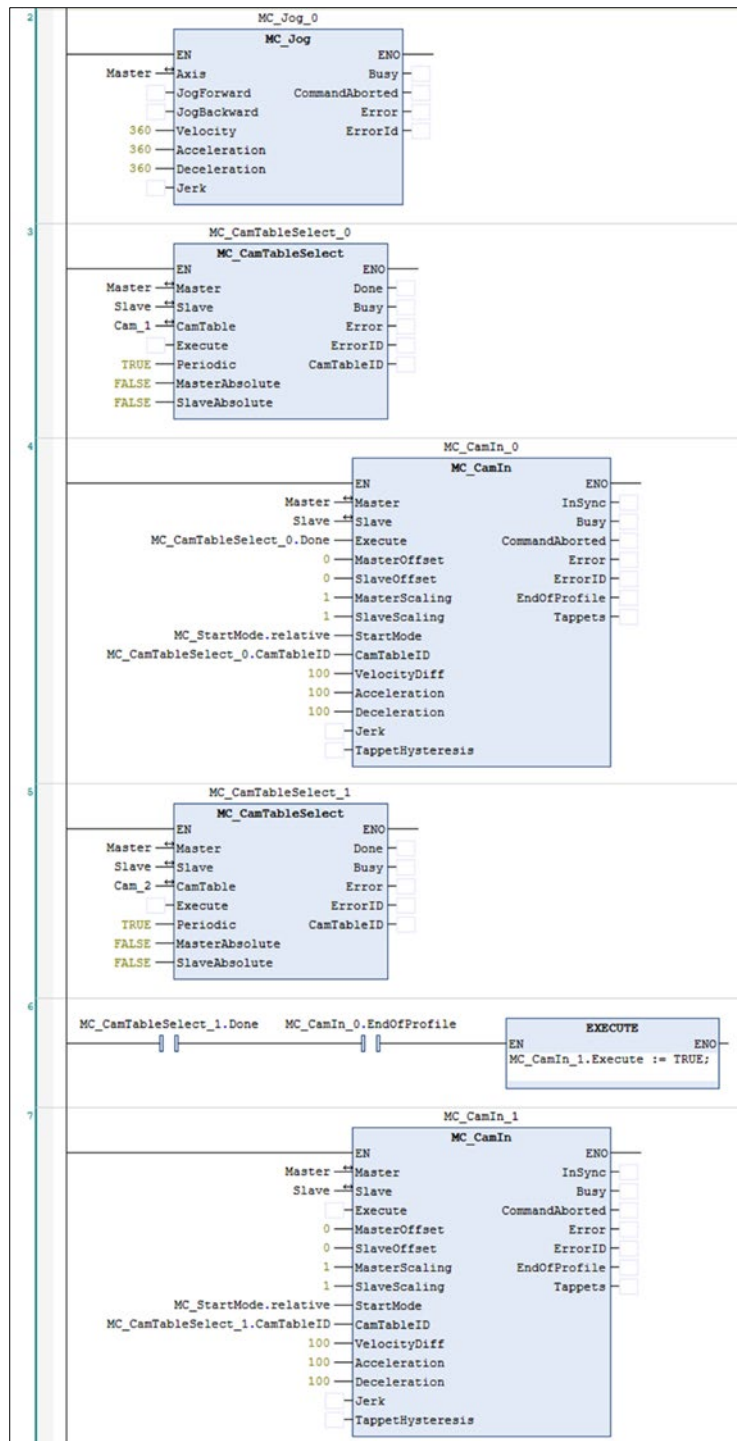 2
MC_Jog_0
MC_Jog
EN ENO
Master Axis Busy
JogForward CommandAborted
JogBackward Error
360 Velocity ErrorId
360 Acceleration
360 Deceleration
Jerk
3
MC_CamTableSelect_0
MC_CamTableSelect
EN ENO
Master Master Done
Slave Slave Busy
Cam_1 CamTable Error
Execute ErrorID
TRUE Periodic CamTableID
FALSE MasterAbsolute
FALSE SlaveAbsolute
4
MC_CamIn_0
MC_CamIn
EN ENO
Master Master InSync
Slave Slave Busy
MC_CamTableSelect_0.Done Execute CommandAborted
0 MasterOffset Error
0 SlaveOffset ErrorID
1 MasterScaling EndOfProfile
1 SlaveScaling Tappets
MC_StartMode.relative StartMode
MC_CamTableSelect_0.CamTableID CamTableID
100 VelocityDiff
100 Acceleration
100 Deceleration
Jerk
TappetHysteresis
5
MC_CamTableSelect_1
MC_CamTableSelect
EN ENO
Master Master Done
Slave Slave Busy
Cam_2 CamTable Error
Execute ErrorID
TRUE Periodic CamTableID
FALSE MasterAbsolute
FALSE SlaveAbsolute
6
MC_CamTableSelect_1.Done MC_CamIn_0.EndOfProfile EXECUTE
EN ENO
MC_CamIn_1.Execute := TRUE;
7
MC_CamIn_1
MC_CamIn
EN ENO
Master Master InSync
Slave Slave Busy
Execute CommandAborted
0 MasterOffset Error
0 SlaveOffset ErrorID
1 MasterScaling EndOfProfile
1 SlaveScaling Tappets
MC_StartMode.relative StartMode
MC_CamTableSelect_1.CamTableID CamTableID
100 VelocityDiff
100 Acceleration
100 Deceleration
Jerk
TappetHysteresis